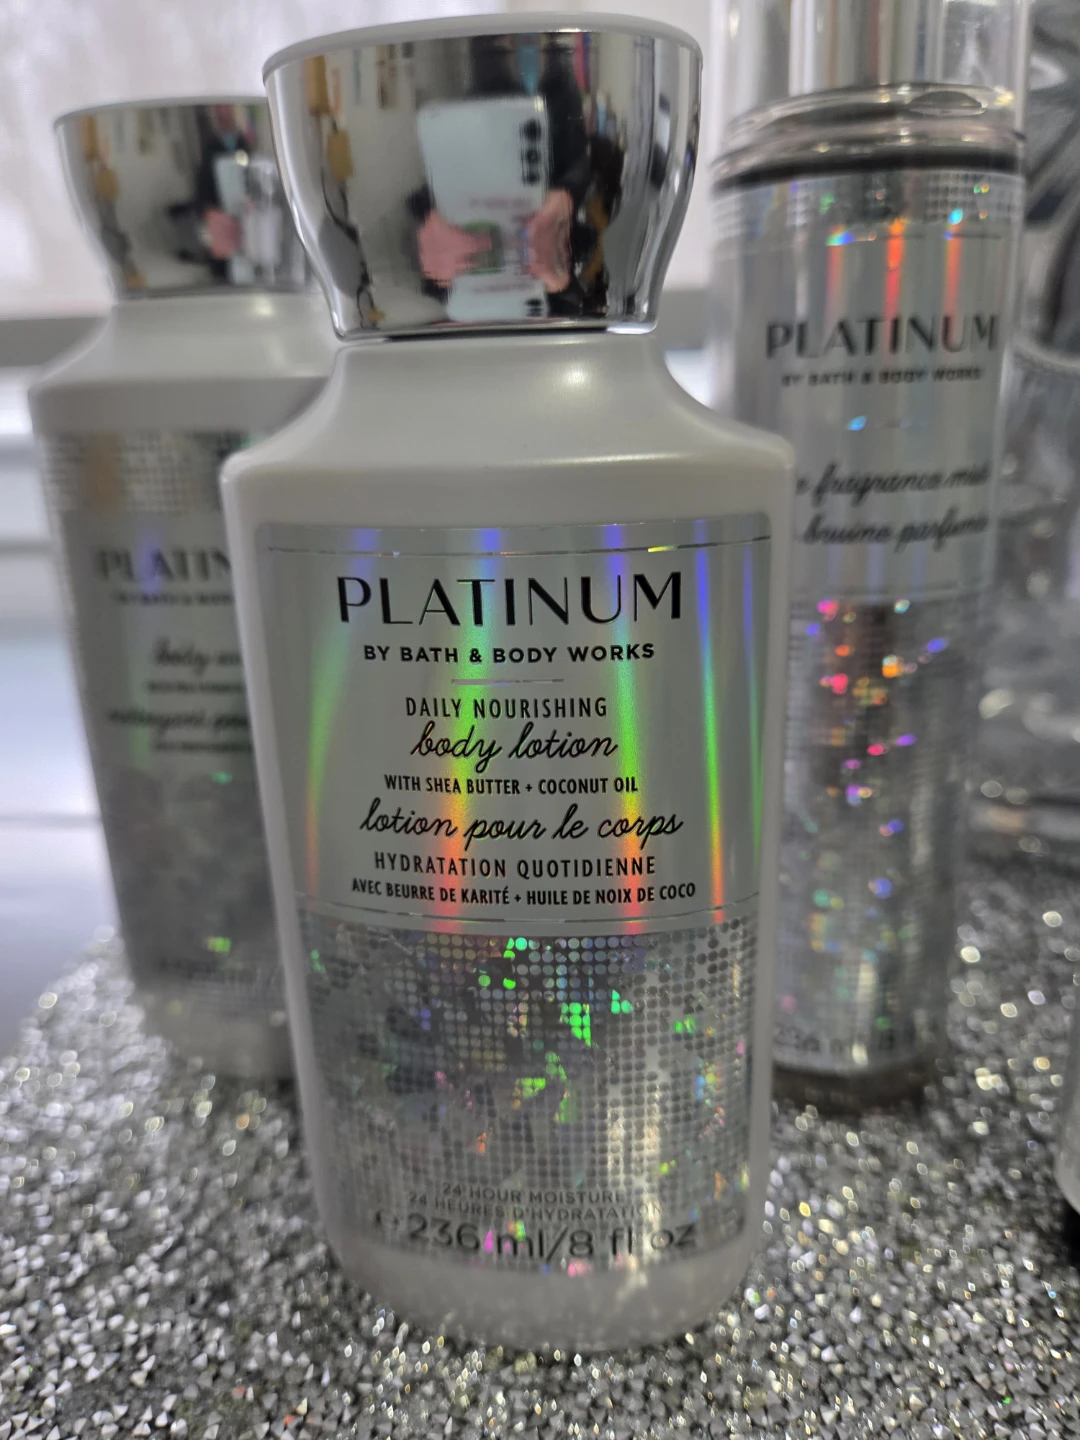 PLATINUM
BY BATH & BODY WORKS
DAILY NOURISHING
body lotion
WITH SHEA BUTTER + COCONUT OIL
lotion pour le corps
HYDRATATION QUOTIDIENNE
AVEC BEURRE DE KARITÉ + HUILE DE NOIX DE COCO
24 HOUR MOISTURE
24 HEURES D'HYDRATATION
236 ml/8 fl oz
PLATIN
body
PLATINUM
BY BATH & BODY WORKS
fragrance mist
brume parfumée